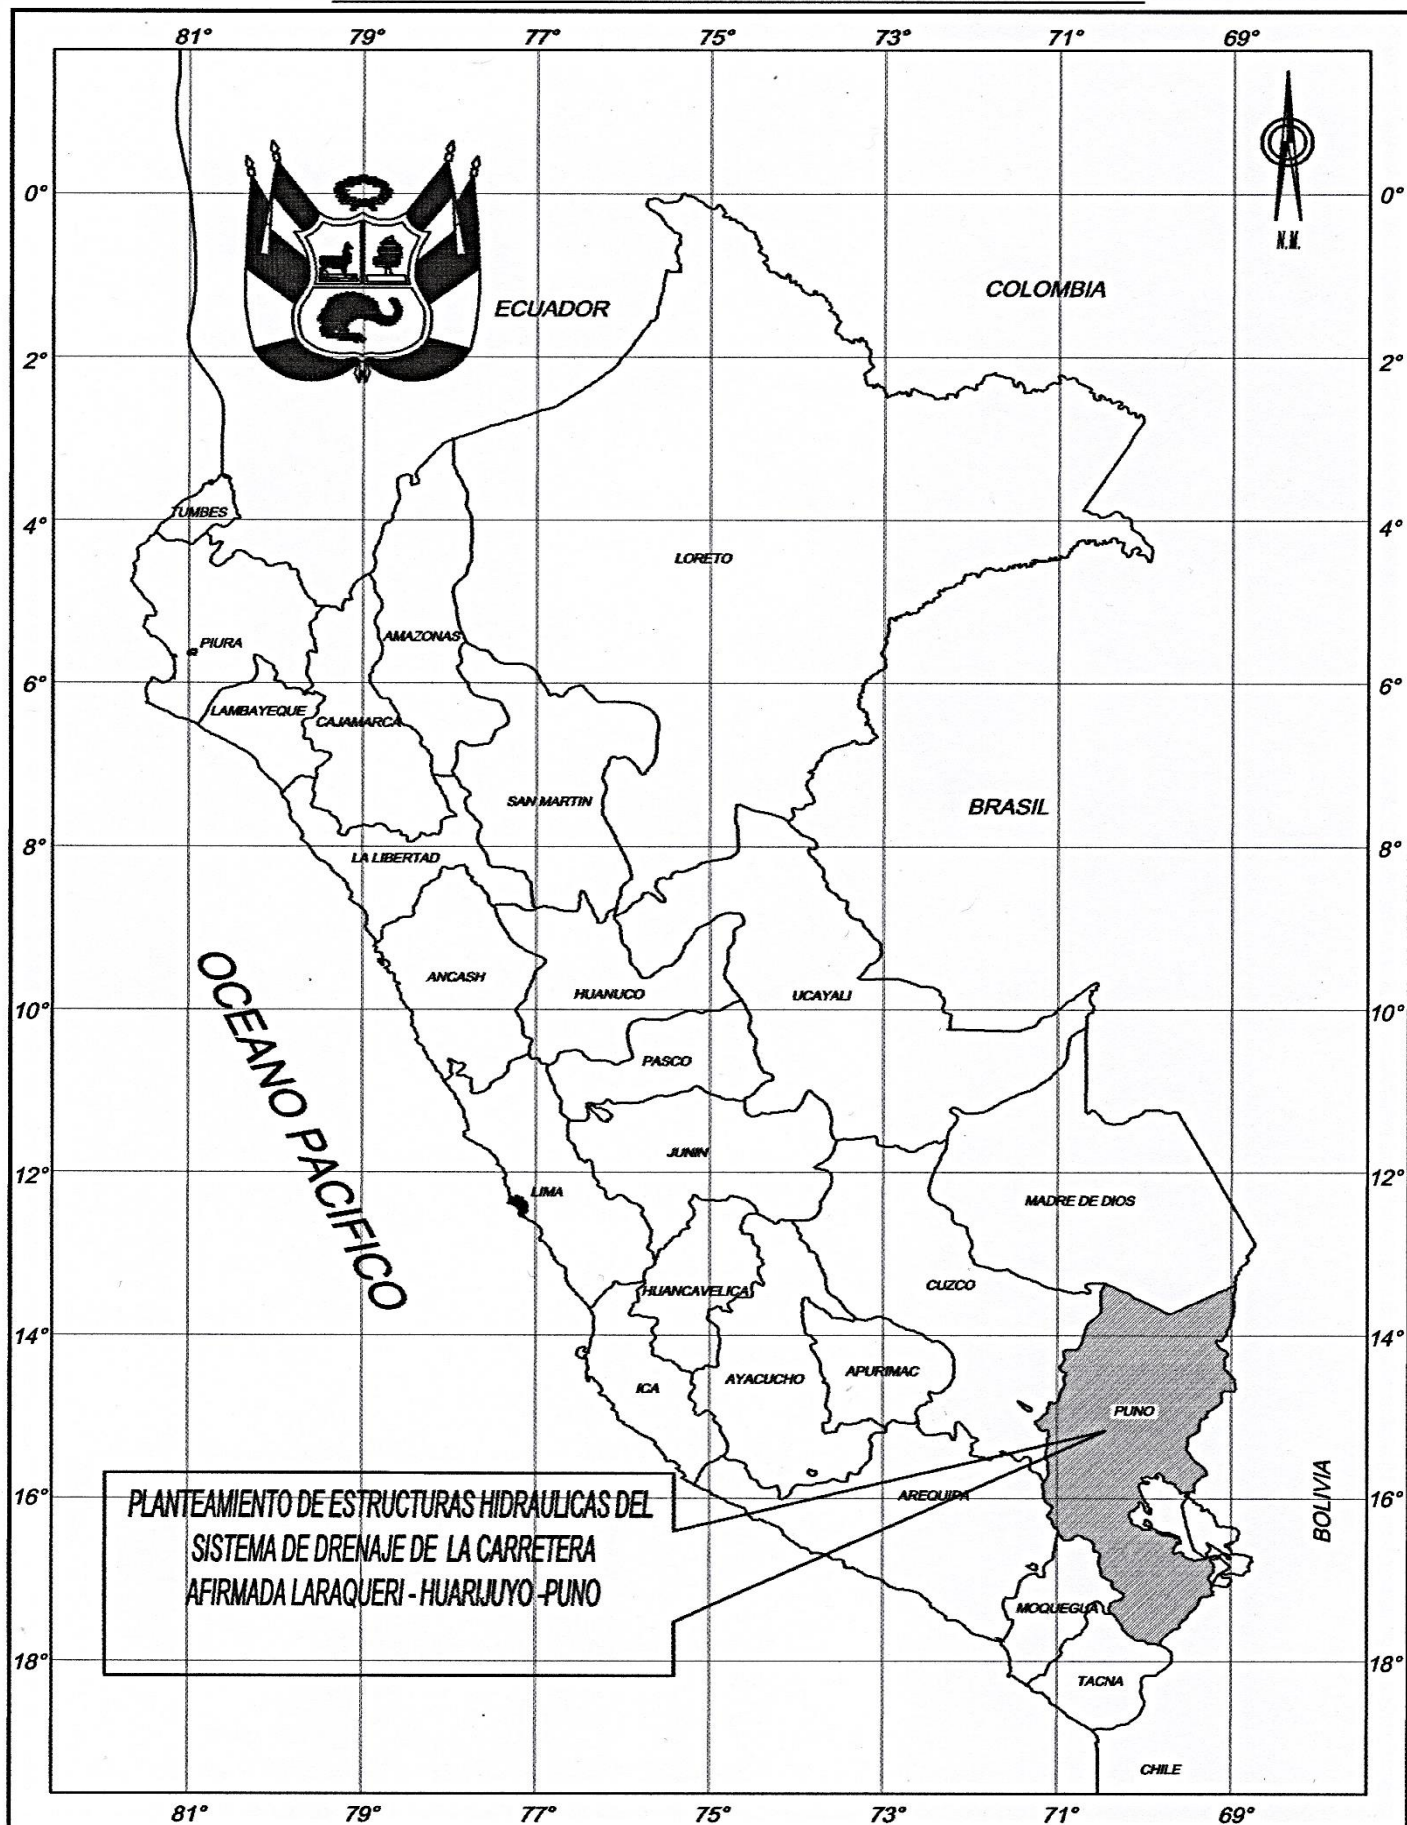 81° 79° 77° 75° 73° 71° 69°
N.M.
0° 0°
COLOMBIA
ECUADOR
2° 2°
TUMBES
4° 4°
LORETO
AMAZONAS
PIURA
6° 6°
LAMBAYEQUE
CAJAMARCA
SAN MARTIN
BRASIL
8° 8°
LA LIBERTAD
ANCASH
HUANUCO
UCAYALI
10° 10°
OCEANO PACIFICO
PASCO
JUNIN
12° 12°
LIMA
MADRE DE DIOS
CUZCO
HUANCAVELICA
14° 14°
APURIMAC
AYACUCHO
ICA
PUNO
16° 16°
AREQUIPA
BOLIVIA
PLANTEAMIENTO DE ESTRUCTURAS HIDRAULICAS DEL
SISTEMA DE DRENAJE DE LA CARRETERA
AFIRMADA LARAQUERI - HUARIJUYO -PUNO
MOQUEGUA
18° 18°
TACNA
CHILE
81° 79° 77° 75° 73° 71° 69°